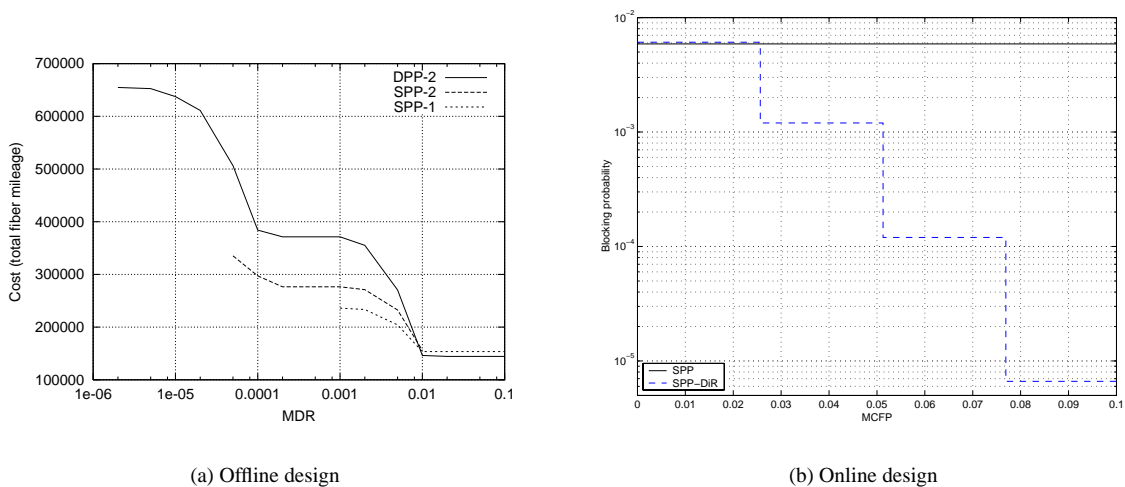 700000
600000
500000
400000
300000
200000
100000
Cost (total fiber mileage)
1e-06
1e-05
0.0001
0.001
0.01
0.1
MDR
DPP-2
SPP-2
SPP-1
(a) Offline design
10−2
10−3
10−4
10−5
Blocking probability
0
0.01
0.02
0.03
0.04
0.05
0.06
0.07
0.08
0.09
0.1
MCFP
SPP
SPP−DiR
(b) Online design